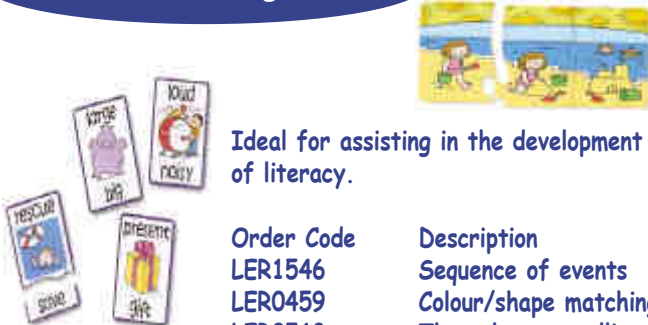 loud
large
noisy
big
Ideal for assisting in the development
of literacy.
rescue
present
Order Code Description
LER1546 Sequence of events
save
gift
LER0459 Colour/shape matching